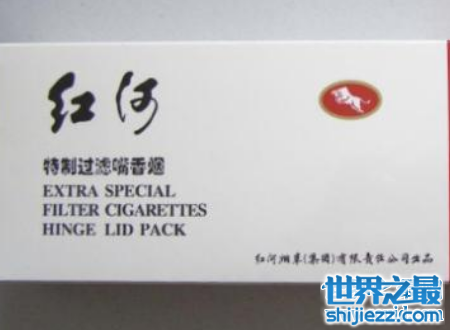 红河
特制过滤嘴香烟
EXTRA SPECIAL
FILTER CIGARETTES
HINGE LID PACK
红河烟草(集团)有限责任公司出品
世界之最
shijiezzl.com